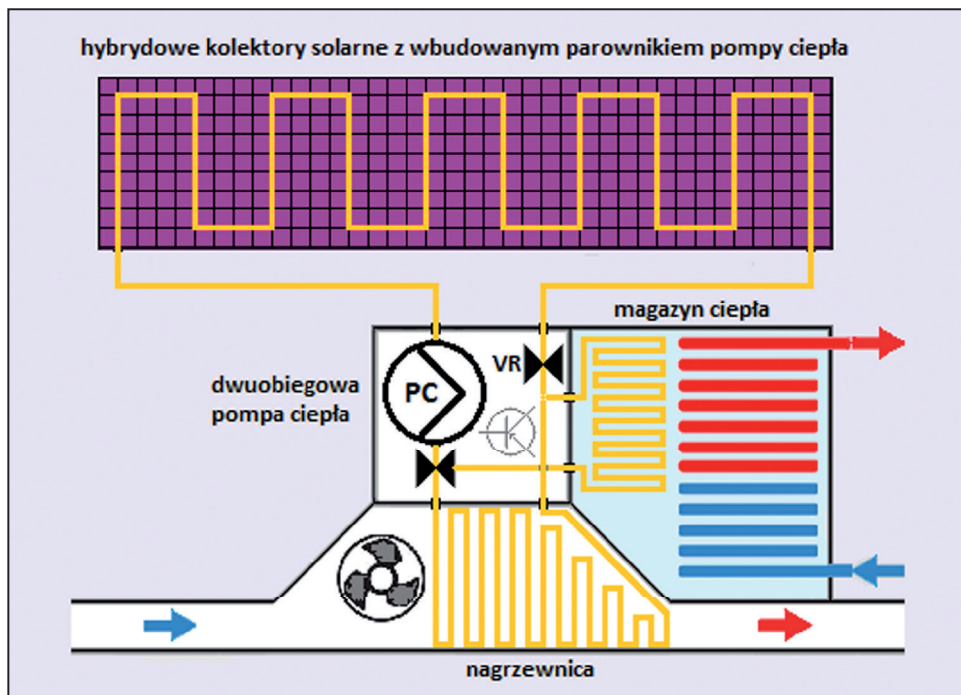 hybrydowe kolektory solarne z wbudowanym parownikiem pompy ciepła
magazyn ciepła
VR
dwuobiegowa
pompa ciepła
PC
nagrzewnica